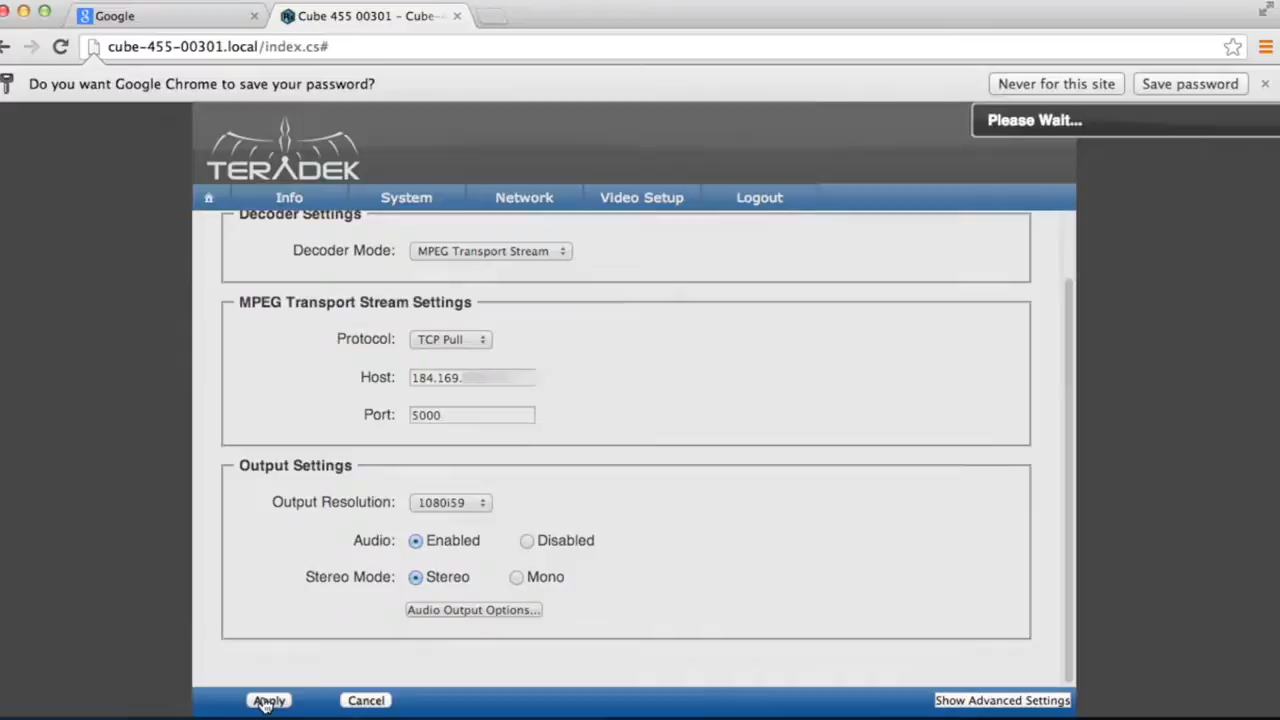 Google
Cube 455 00301 – Cube-
cube-455-00301.local/index.cs#
Do you want Google Chrome to save your password?
Never for this site
Save password
Please Wait...
TERADEK
Info
System
Network
Video Setup
Logout
Decoder Settings
Decoder Mode: MPEG Transport Stream
MPEG Transport Stream Settings
Protocol: TCP Pull
Host: 184.169.
Port: 5000
Output Settings
Output Resolution: 1080i59
Audio: Enabled Disabled
Stereo Mode: Stereo Mono
Audio Output Options...
Apply
Cancel
Show Advanced Settings